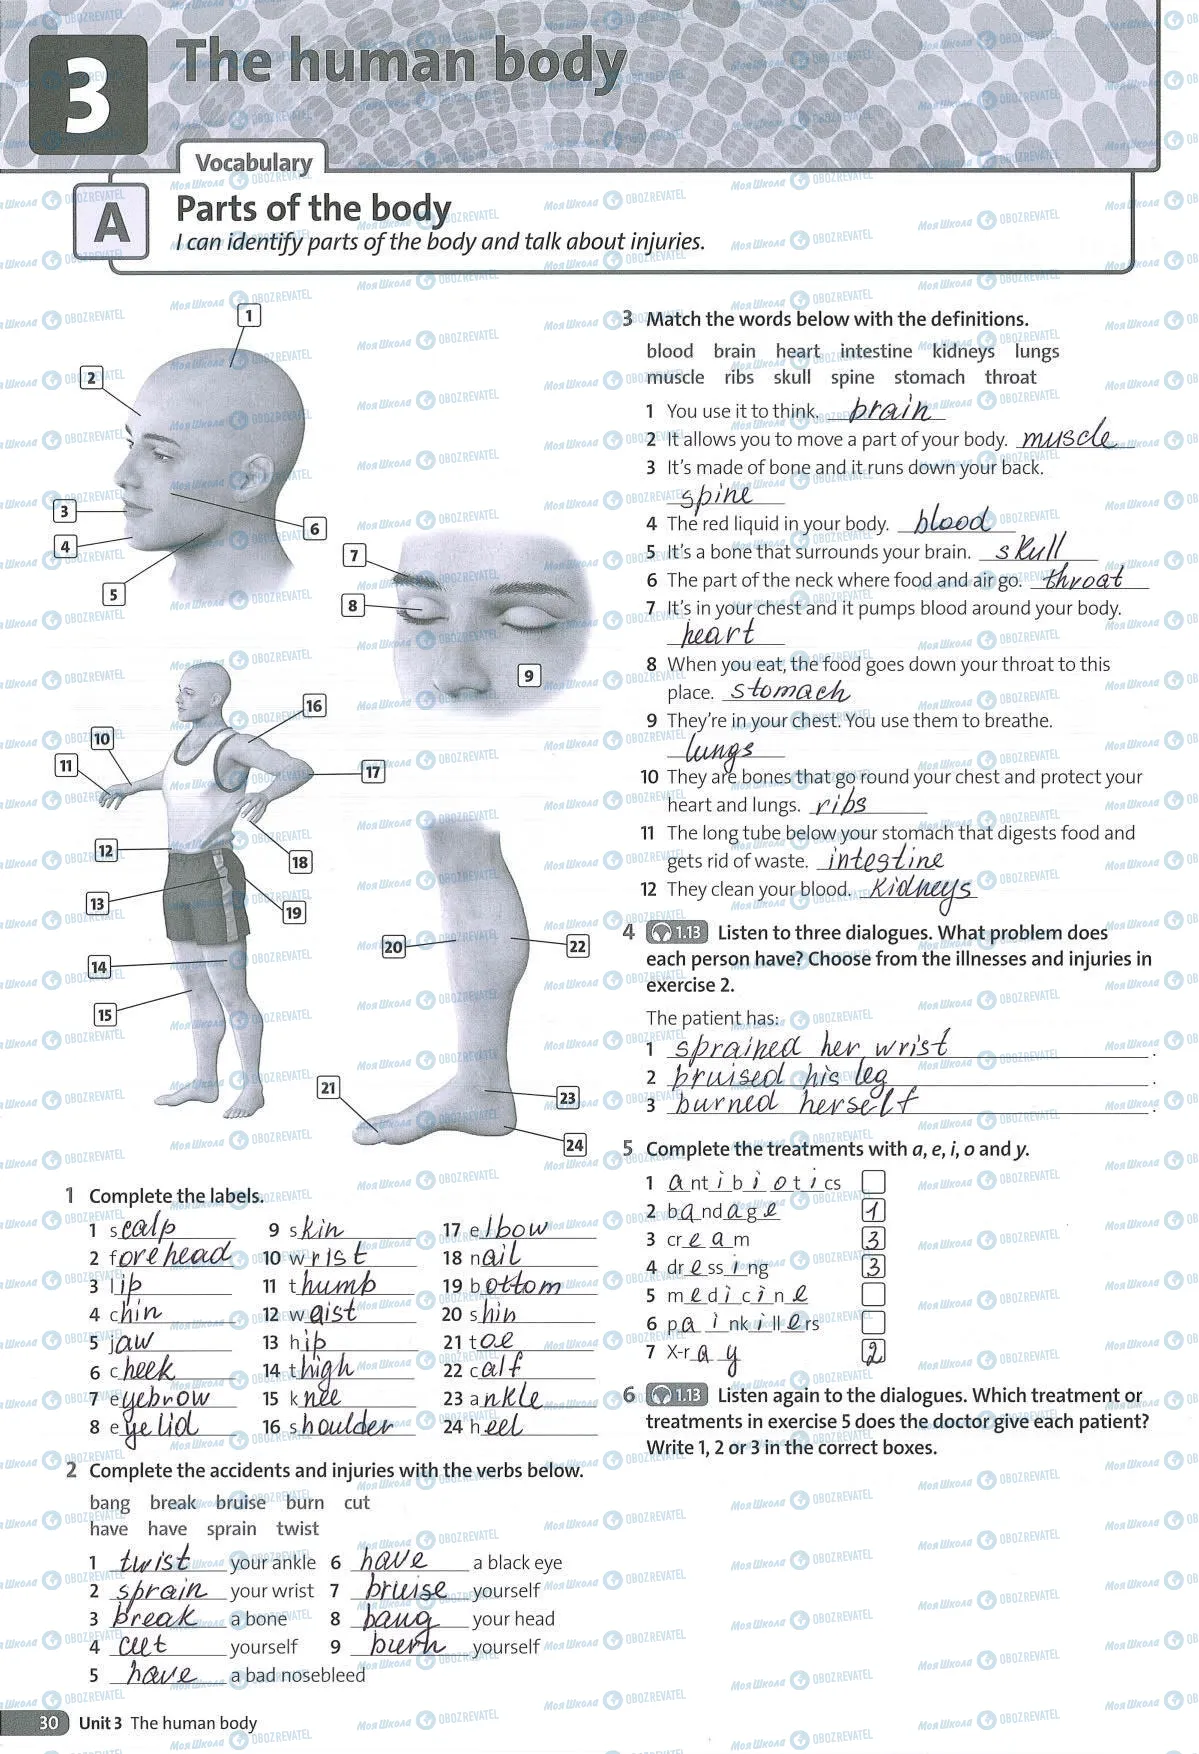 3
The human body
Vocabulary
A
Parts of the body
I can identify parts of the body and talk about injuries.
1
2
3
4
5
6
7
8
9
10
11
12
13
14
15
16
17
18
19
20
21
22
23
24
1 Complete the labels.
1 scalp 9 skin 17 elbow
2 forehead 10 wrist 18 nail
3 lip 11 thump 19 bottom
4 chin 12 waist 20 shin
5 jaw 13 hip 21 toe
6 cheek 14 thigh 22 calf
7 eyebrow 15 knee 23 ankle
8 eyelid 16 shoulder 24 heel
2 Complete the accidents and injuries with the verbs below.
bang break bruise burn cut
have have sprain twist
1 twist your ankle 6 have a black eye
2 sprain your wrist 7 bruise yourself
3 break a bone 8 bang your head
4 cut yourself 9 burn yourself
5 have a bad nosebleed
3 Match the words below with the definitions.
blood brain heart intestine kidneys lungs
muscle ribs skull spine stomach throat
1 You use it to think. brain
2 It allows you to move a part of your body. muscle
3 It's made of bone and it runs down your back.
spine
4 The red liquid in your body. blood
5 It's a bone that surrounds your brain. skull
6 The part of the neck where food and air go. throat
7 It's in your chest and it pumps blood around your body.
heart
8 When you eat, the food goes down your throat to this
place. stomach
9 They're in your chest. You use them to breathe.
lungs
10 They are bones that go round your chest and protect your
heart and lungs. ribs
11 The long tube below your stomach that digests food and
gets rid of waste. intestine
12 They clean your blood. kidneys
4 1.13 Listen to three dialogues. What problem does
each person have? Choose from the illnesses and injuries in
exercise 2.
The patient has:
1 sprained her wrist.
2 bruised his leg.
3 burned herself.
5 Complete the treatments with a, e, i, o and y.
1 antibiotics
2 bandage 1
3 cream 3
4 dressing 3
5 medicine
6 painkillers
7 X-ray 2
6 1.13 Listen again to the dialogues. Which treatment or
treatments in exercise 5 does the doctor give each patient?
Write 1, 2 or 3 in the correct boxes.
30 Unit 3 The human body
МояШкола OBOZREVATEL